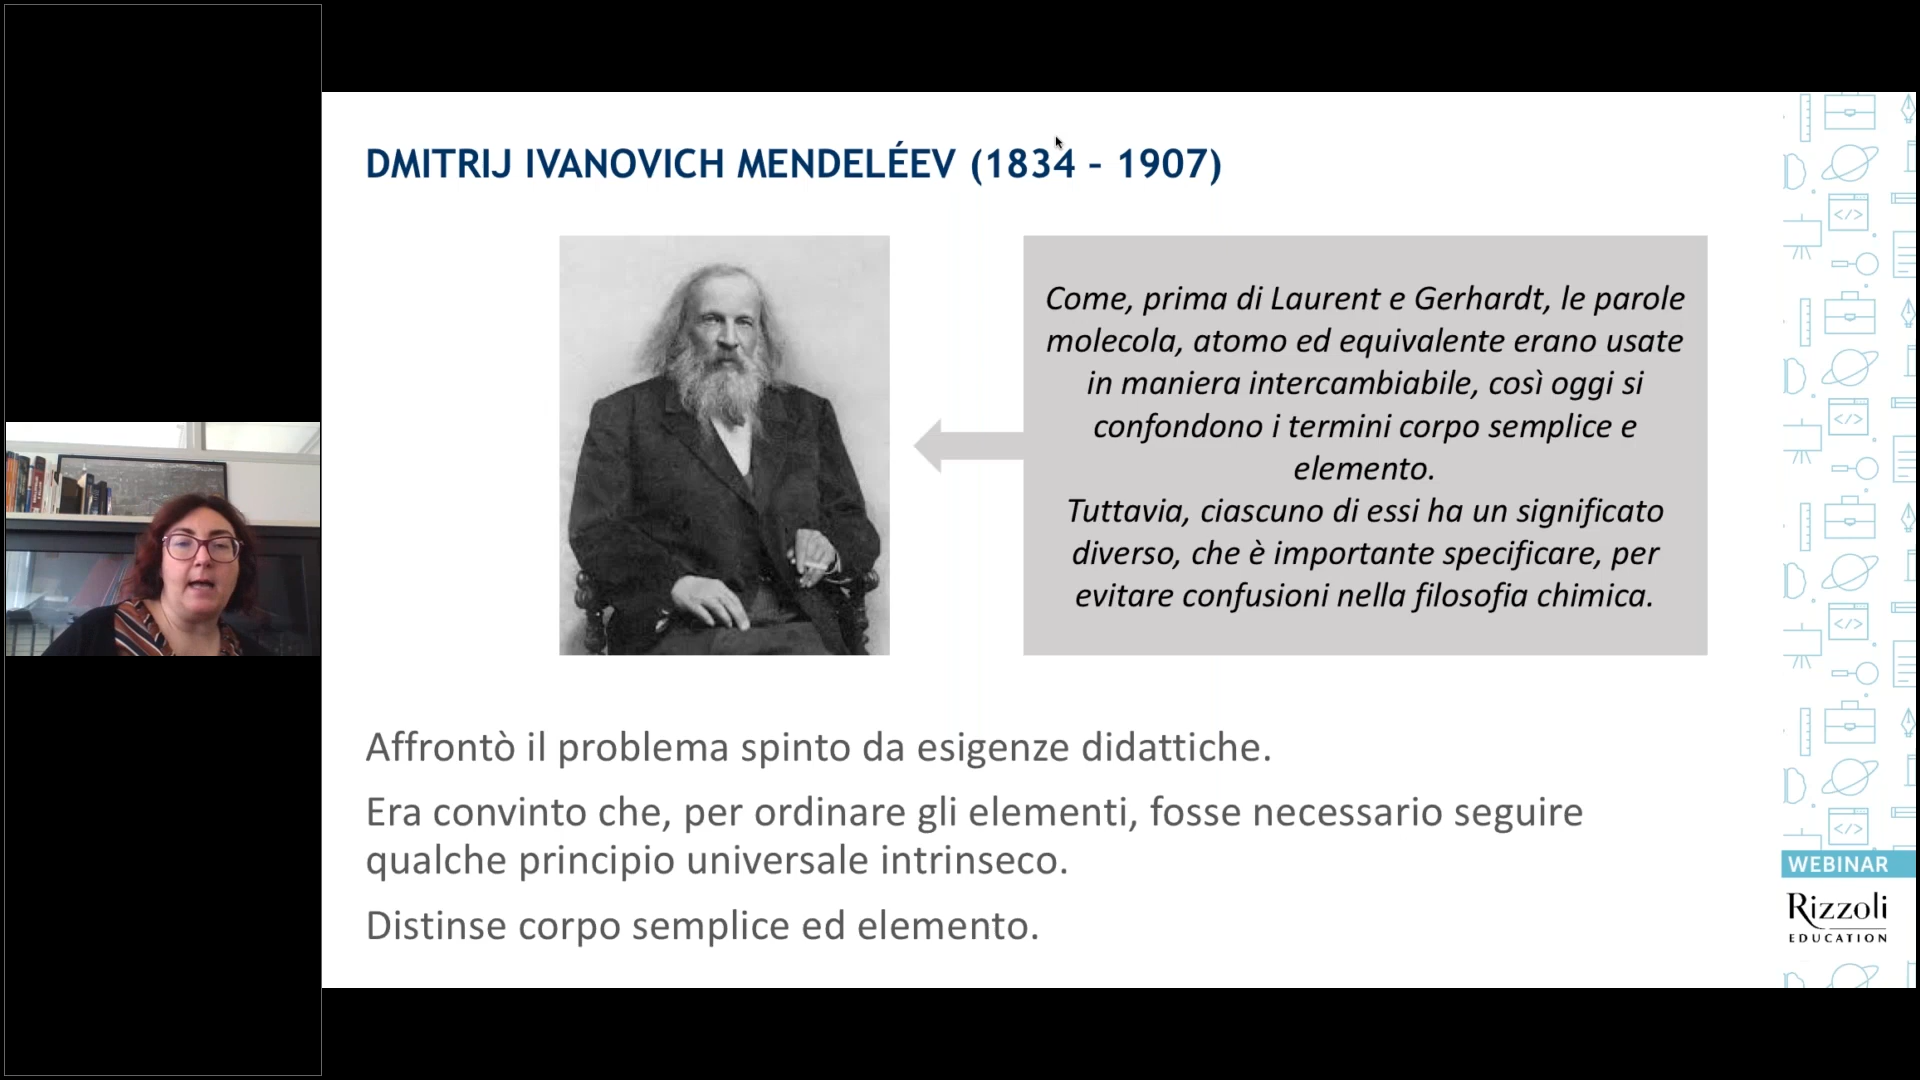 DMITRIJ IVANOVICH MENDELÉEV (1834 – 1907)
Come, prima di Laurent e Gerhardt, le parole
molecola, atomo ed equivalente erano usate
in maniera intercambiabile, così oggi si
confondono i termini corpo semplice e
elemento.
Tuttavia, ciascuno di essi ha un significato
diverso, che è importante specificare, per
evitare confusioni nella filosofia chimica.
Affrontò il problema spinto da esigenze didattiche.
Era convinto che, per ordinare gli elementi, fosse necessario seguire
qualche principio universale intrinseco.
Distinse corpo semplice ed elemento.
WEBINAR
Rizzoli
EDUCATION